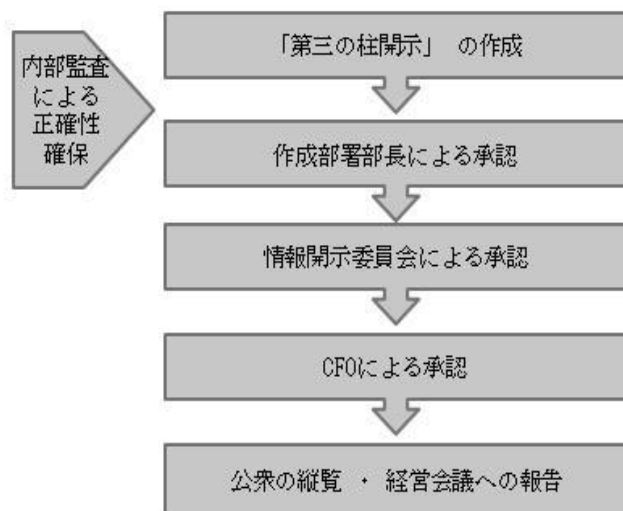 内部監査
による
正確性
確保
「第三の柱開示」 の作成
作成部署部長による承認
情報開示委員会による承認
CFOによる承認
公衆の縦覧 ・ 経営会議への報告